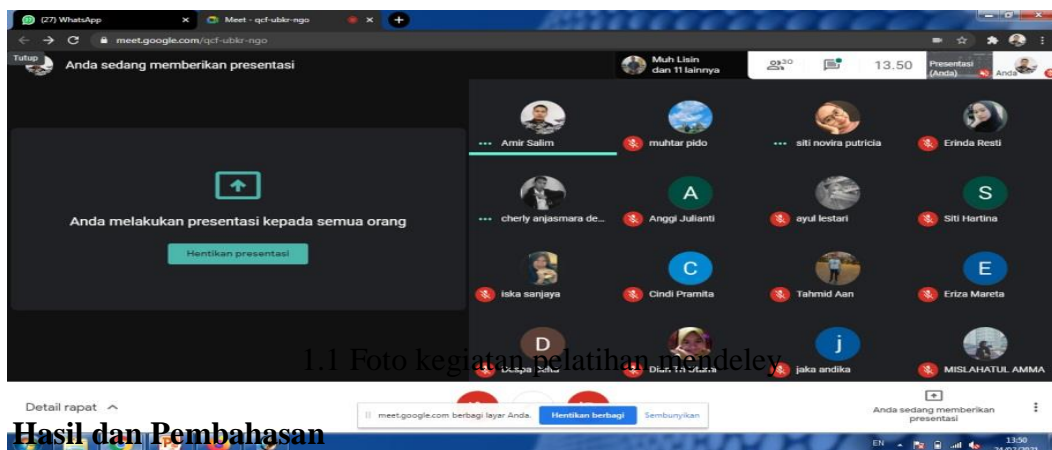 (27) WhatsApp
Meet - qcf-ubkr-ngo
meet.google.com/qcf-ubkr-ngo
Tutup
Anda sedang memberikan presentasi
Muh Lisin
dan 11 lainnya
30
13.50
Presentasi
(Anda)
Anda
Amir Salim
muhtar pido
siti novira putricia
Erinda Resti
Anda melakukan presentasi kepada semua orang
Hentikan presentasi
cherly anjasmara de...
A
Anggi Julianti
ayul lestari
S
Siti Hartina
iska sanjaya
C
Cindi Pramita
Tahmid Aan
E
Eriza Mareta
D
j
jaka andika
MISLAHATUL AMMA
1.1 Foto kegiatan pelatihan mendeley
Detail rapat
meet.google.com berbagi layar Anda.
Hentikan berbagi
Sembunyikan
Anda sedang memberikan
presentasi
Hasil dan Pembahasan
EN
13:50
24/02/2021